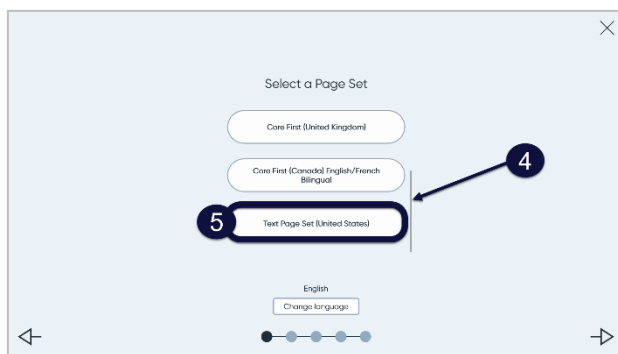 Select a Page Set
Core First (United Kingdom)
Core First (Canada) English/French
Bilingual
4
5
Text Page Set (United States)
English
Change language